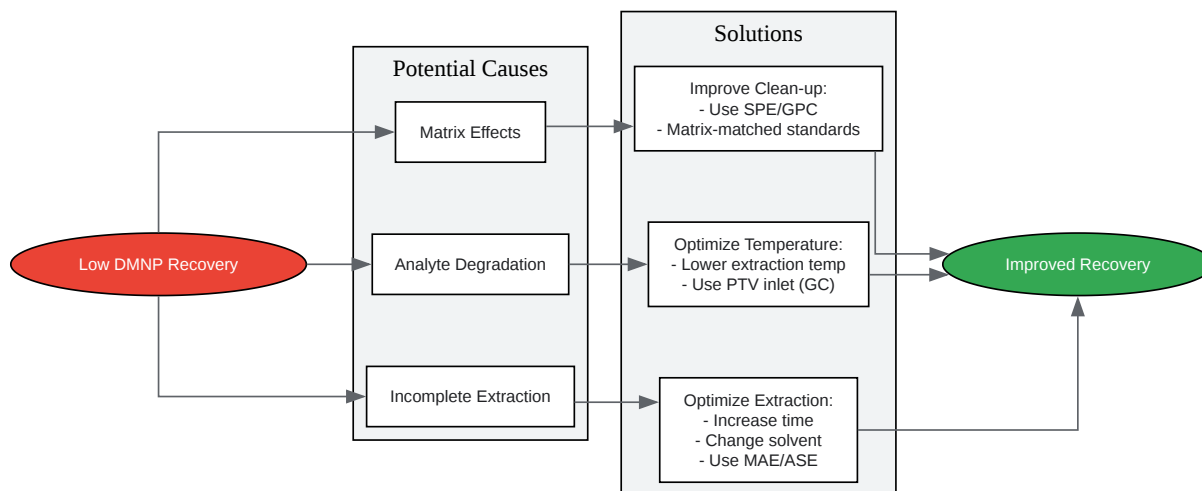 Low DMNP Recovery
Potential Causes
Matrix Effects
Analyte Degradation
Incomplete Extraction
Solutions
Improve Clean-up:
- Use SPE/GPC
- Matrix-matched standards
Optimize Temperature:
- Lower extraction temp
- Use PTV inlet (GC)
Optimize Extraction:
- Increase time
- Change solvent
- Use MAE/ASE
Improved Recovery